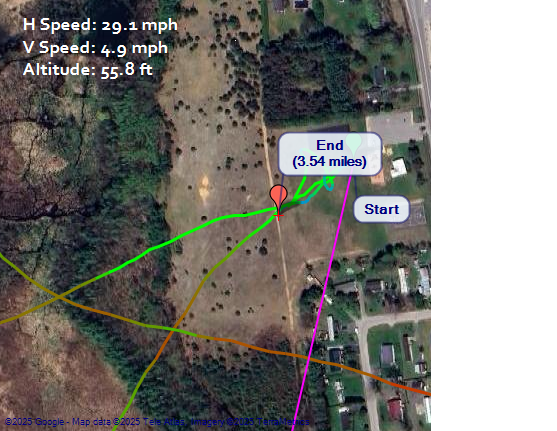 H Speed: 29.1 mph
V Speed: 4.9 mph
Altitude: 55.8 ft
End
(3.54 miles)
Start
©2025 Google - Map data ©2025 Tele Atlas, Imagery ©2025 TerraMetrics